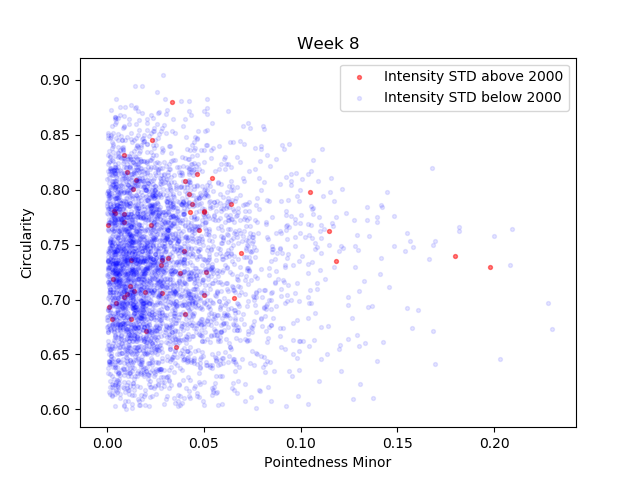 Week 8
Intensity STD above 2000
Intensity STD below 2000
Circularity
0.90
0.85
0.80
0.75
0.70
0.65
0.60
0.00 0.05 0.10 0.15 0.20
Pointedness Minor